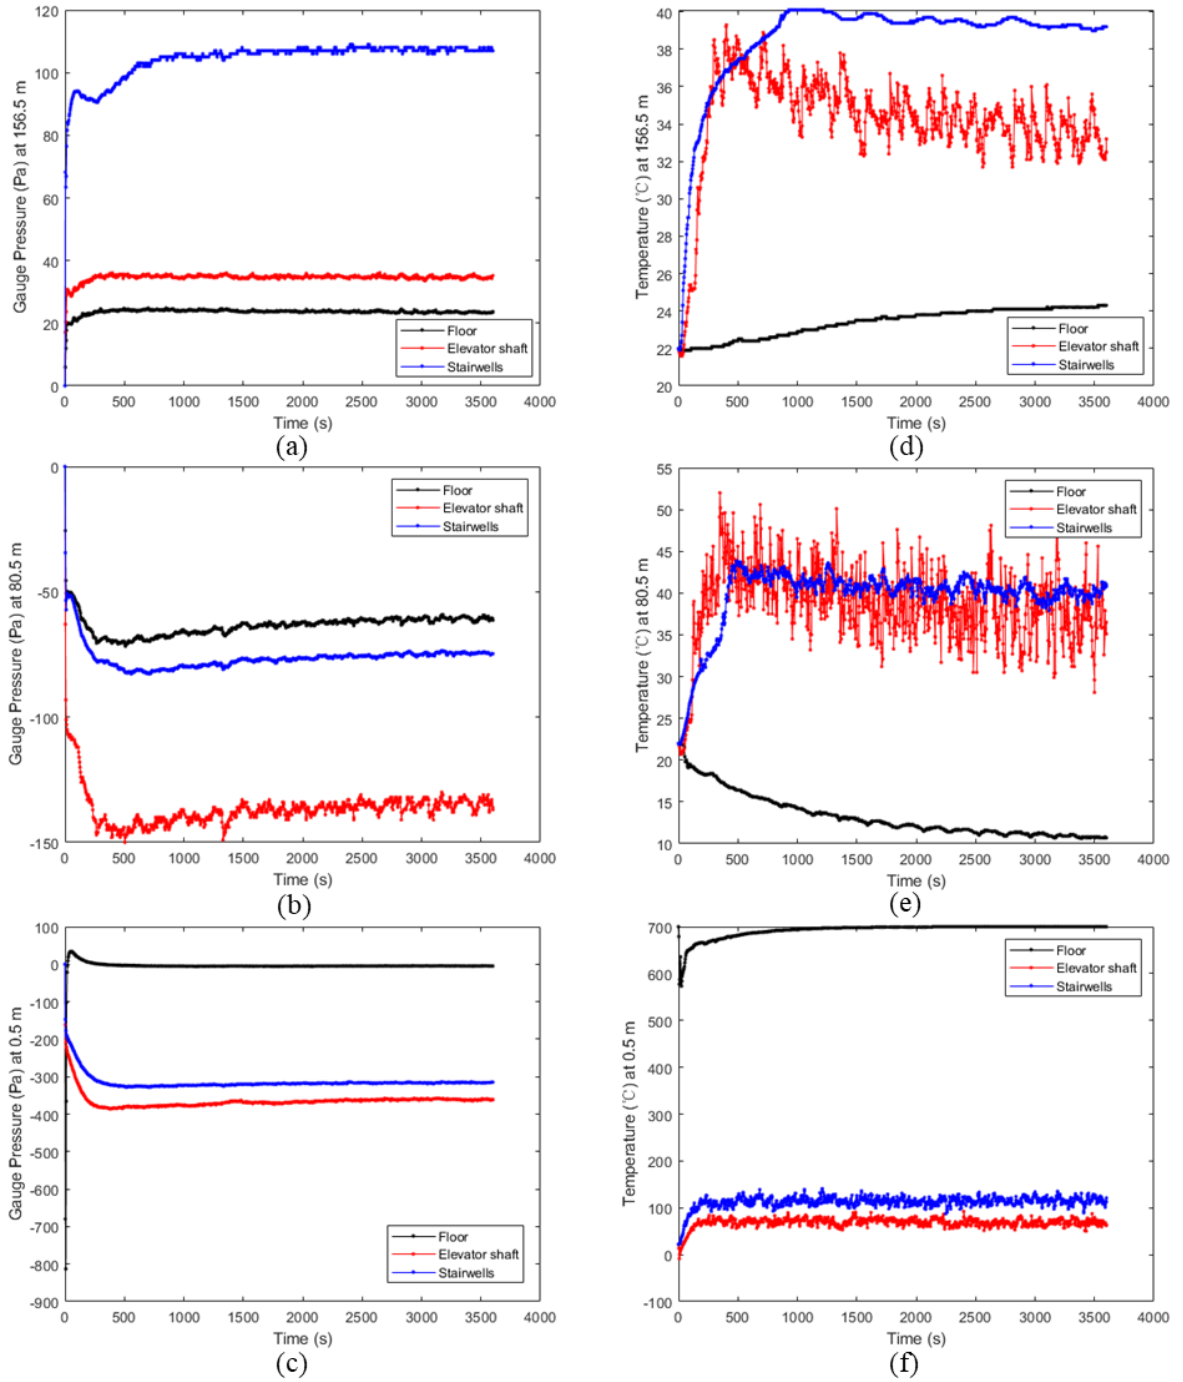 120
100
80
60
40
20
0
Gauge Pressure (Pa) at 156.5 m
0 500 1000 1500 2000 2500 3000 3500 4000
Time (s)
Floor
Elevator shaft
Stairwells
(a)
40
38
36
34
32
30
28
26
24
22
20
Temperature (℃) at 156.5 m
0 500 1000 1500 2000 2500 3000 3500 4000
Time (s)
Floor
Elevator shaft
Stairwells
(d)
0
-50
-100
-150
Gauge Pressure (Pa) at 80.5 m
0 500 1000 1500 2000 2500 3000 3500 4000
Time (s)
Floor
Elevator shaft
Stairwells
(b)
55
50
45
40
35
30
25
20
15
10
Temperature (℃) at 80.5 m
0 500 1000 1500 2000 2500 3000 3500 4000
Time (s)
Floor
Elevator shaft
Stairwells
(e)
100
0
-100
-200
-300
-400
-500
-600
-700
-800
-900
Gauge Pressure (Pa) at 0.5 m
0 500 1000 1500 2000 2500 3000 3500 4000
Time (s)
Floor
Elevator shaft
Stairwells
(c)
700
600
500
400
300
200
100
0
-100
Temperature (℃) at 0.5 m
0 500 1000 1500 2000 2500 3000 3500 4000
Time (s)
Floor
Elevator shaft
Stairwells
(f)